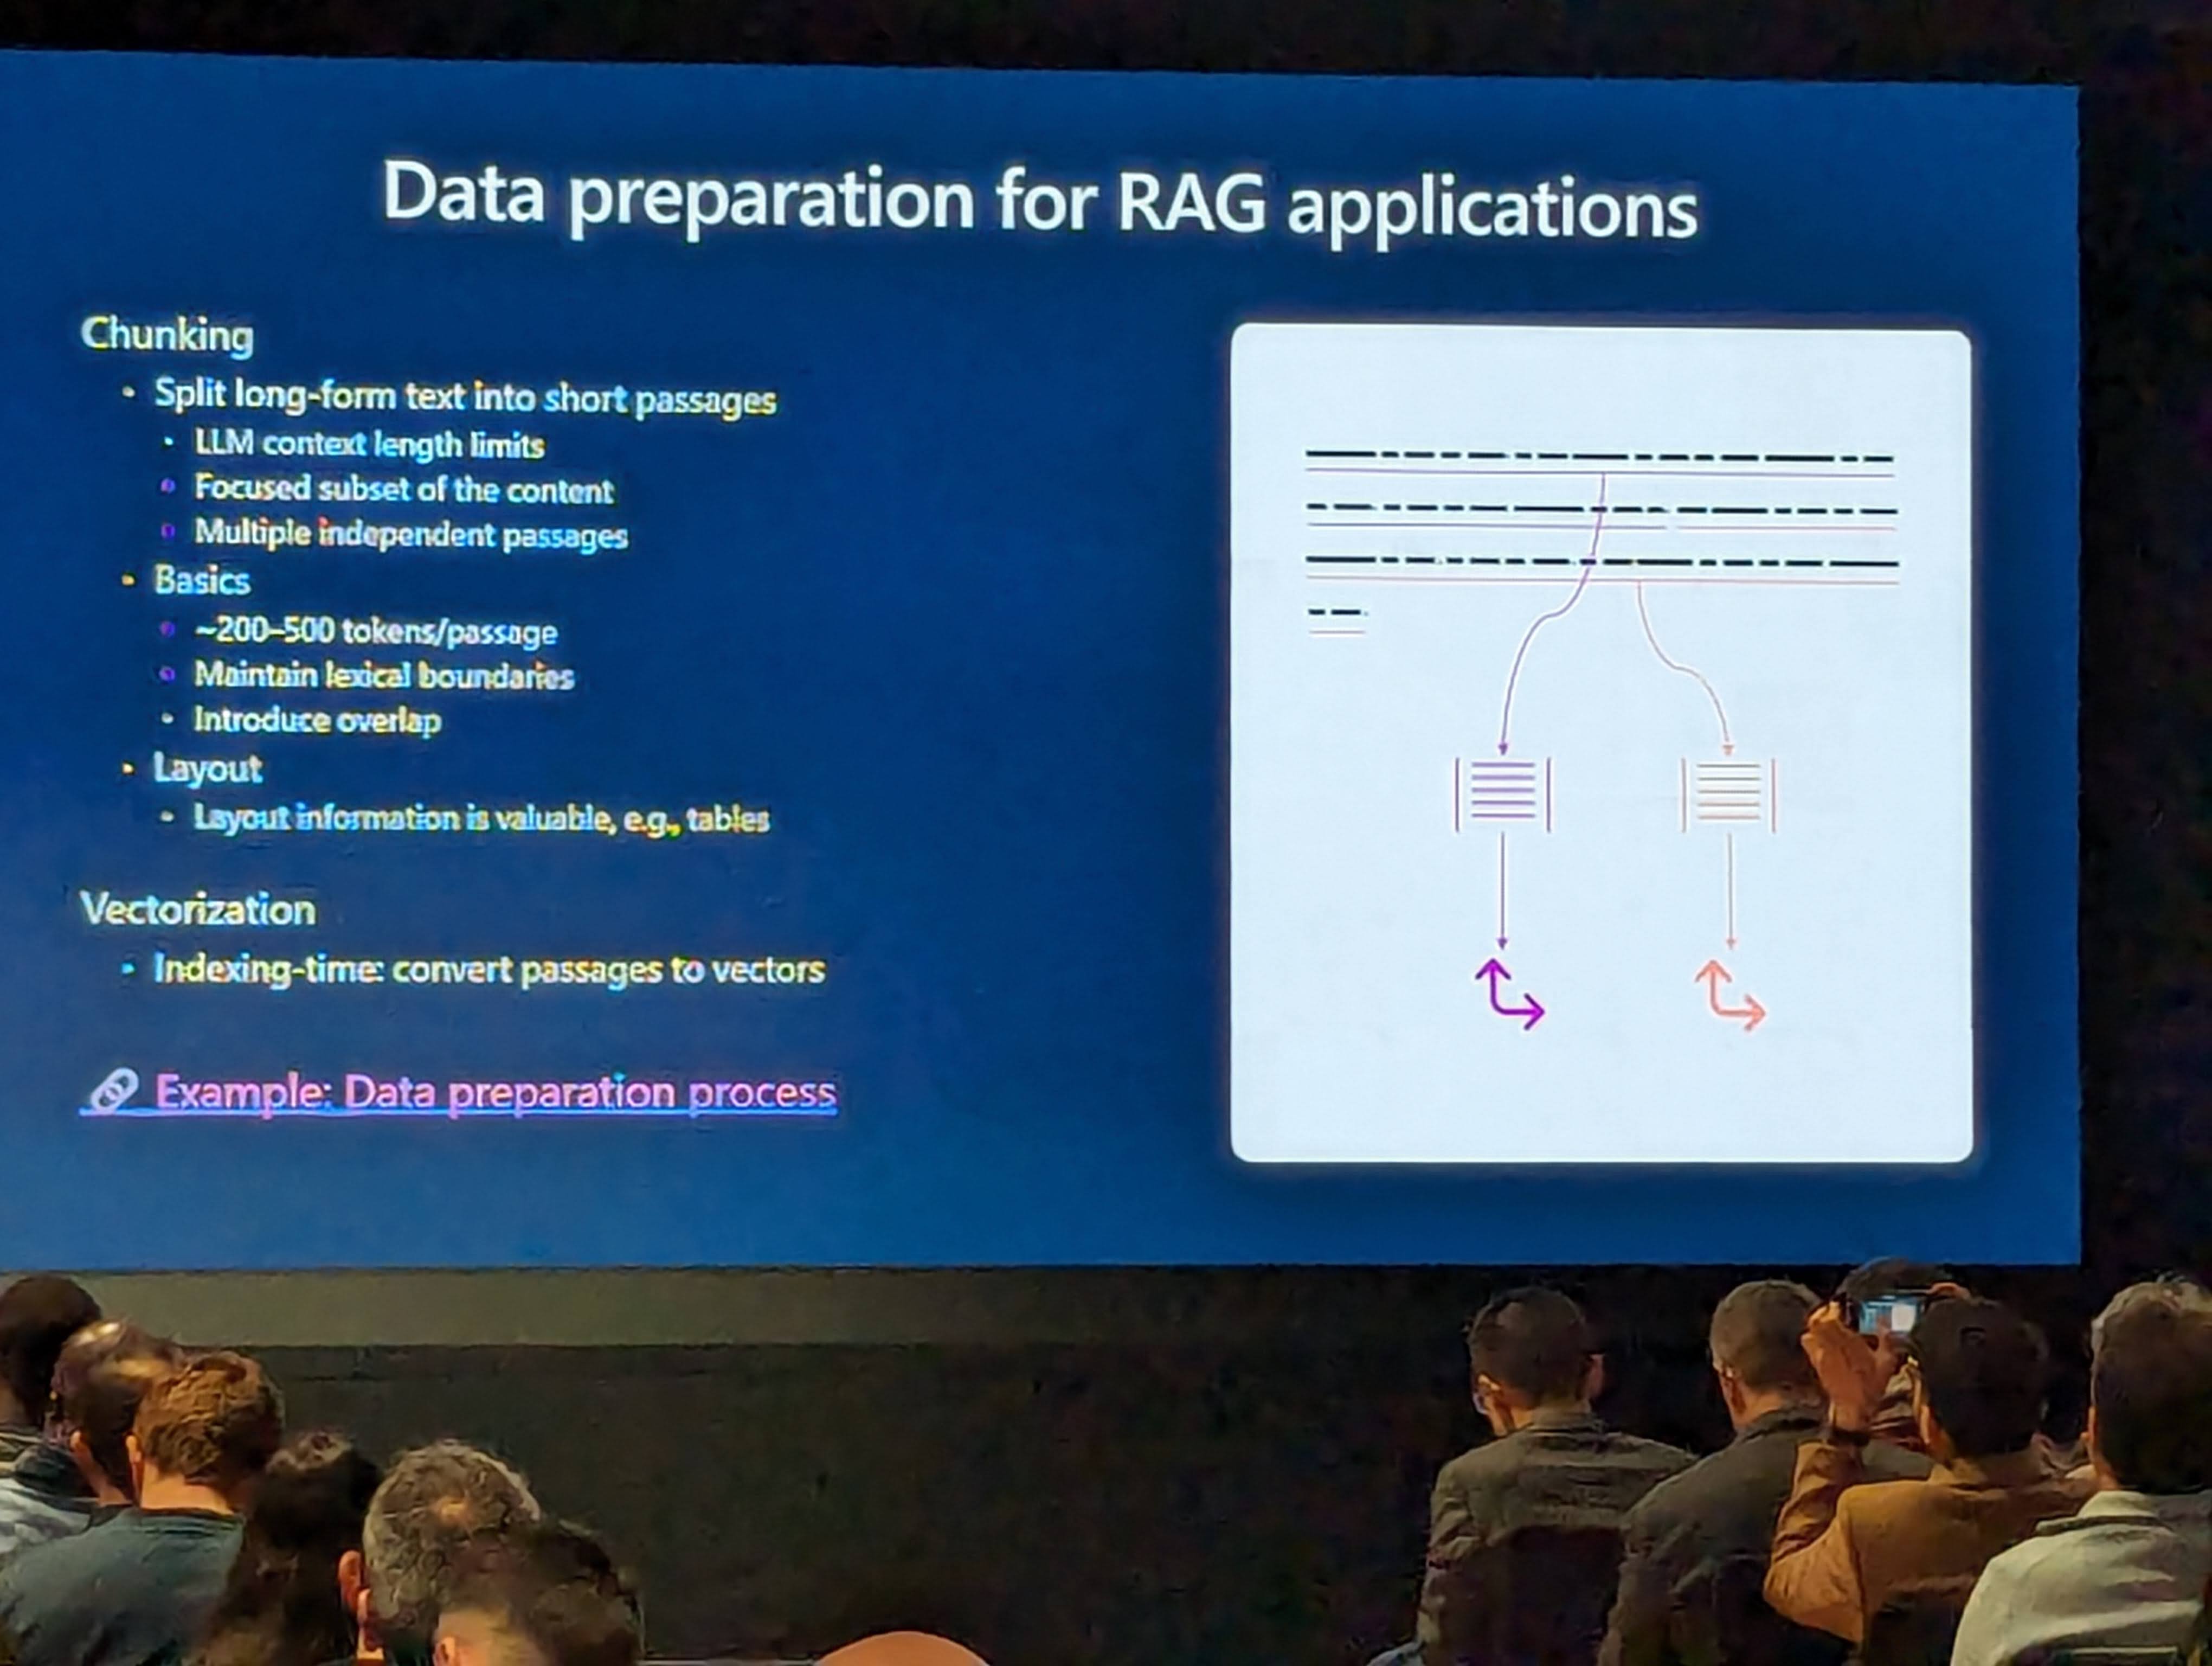 Data preparation for RAG applications
Chunking
• Split long-form text into short passages
• LLM context length limits
• Focused subset of the content
• Multiple independent passages
• Basics
• ~200–500 tokens/passage
• Maintain lexical boundaries
• Introduce overlap
• Layout
• Layout information is valuable, e.g., tables
Vectorization
• Indexing-time: convert passages to vectors
Example: Data preparation process